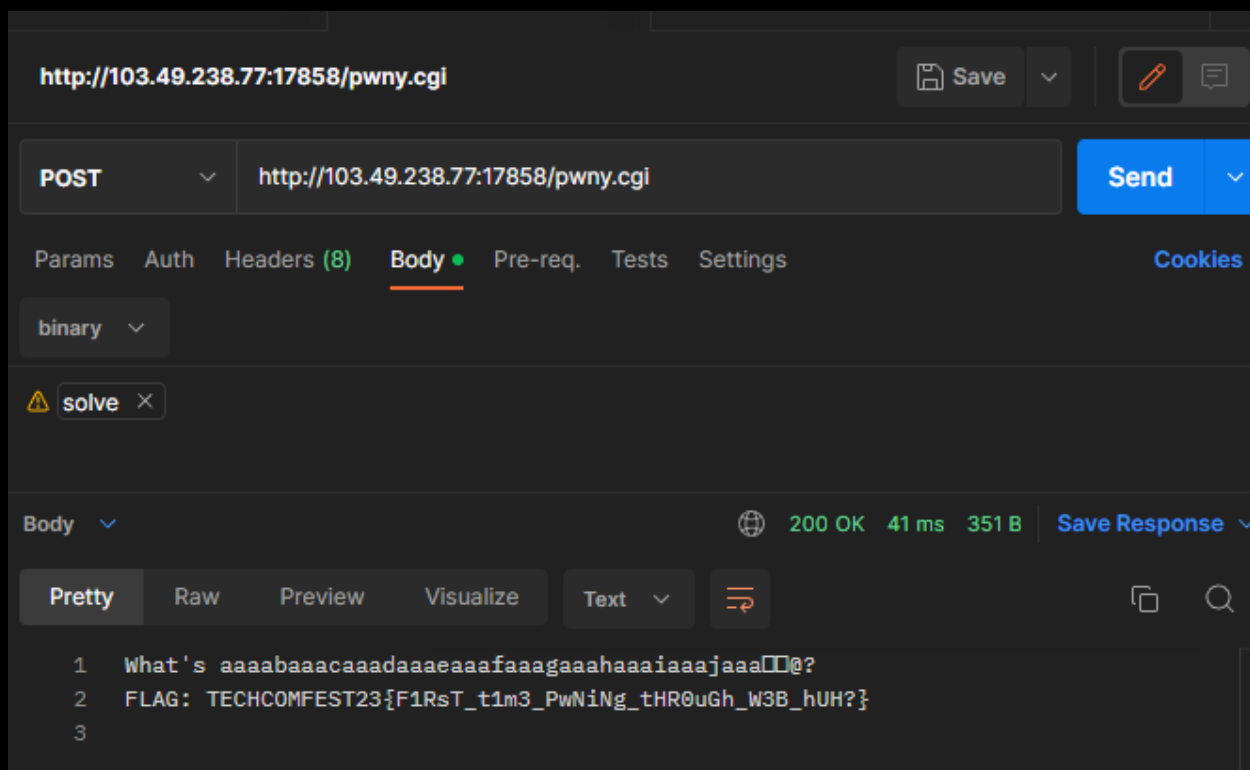 http://103.49.238.77:17858/pwny.cgi Save
POST http://103.49.238.77:17858/pwny.cgi Send
Params Auth Headers (8) Body Pre-req. Tests Settings Cookies
binary
solve
Body 200 OK 41 ms 351 B Save Response
Pretty Raw Preview Visualize Text
1 What's aaaabaaacaaadaaaeaaafaaagaaahaaaiaaajaaa□□@?
2 FLAG: TECHCOMFEST23{F1RsT_t1m3_PwNiNg_tHR0uGh_W3B_hUH?}
3